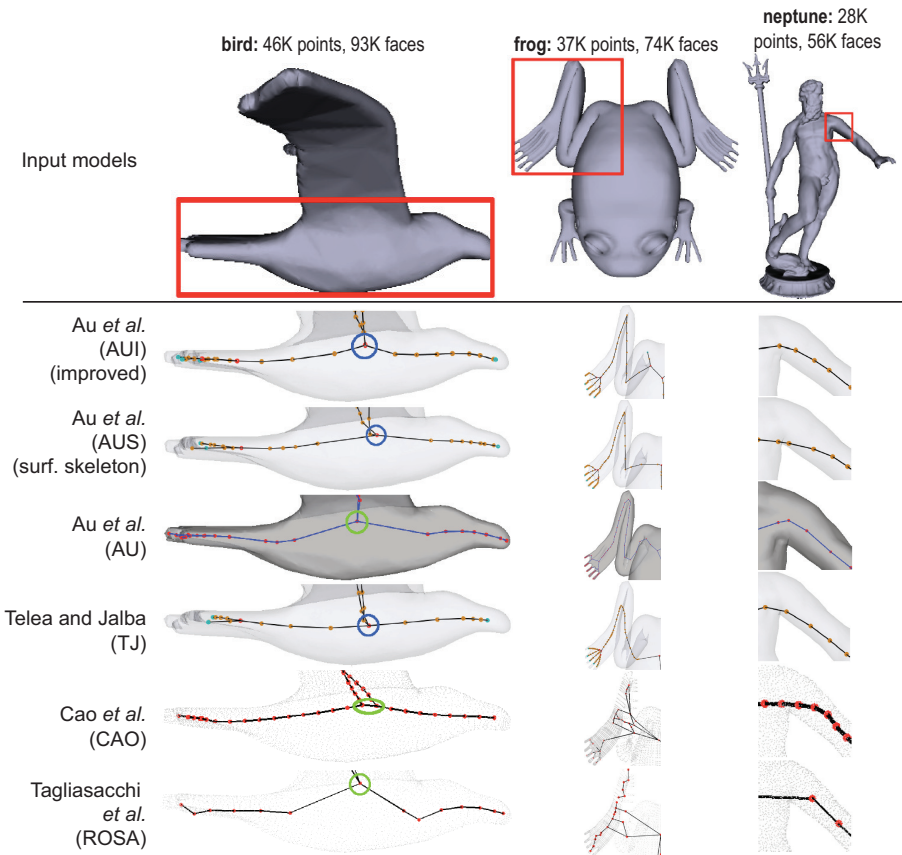 neptune: 28K
bird: 46K points, 93K faces
frog: 37K points, 74K faces
points, 56K faces
Input models
Au et al.
(AUI)
(improved)
Au et al.
(AUS)
(surf. skeleton)
Au et al.
(AU)
Telea and Jalba
(TJ)
Cao et al.
(CAO)
Tagliasacchi
et al.
(ROSA)